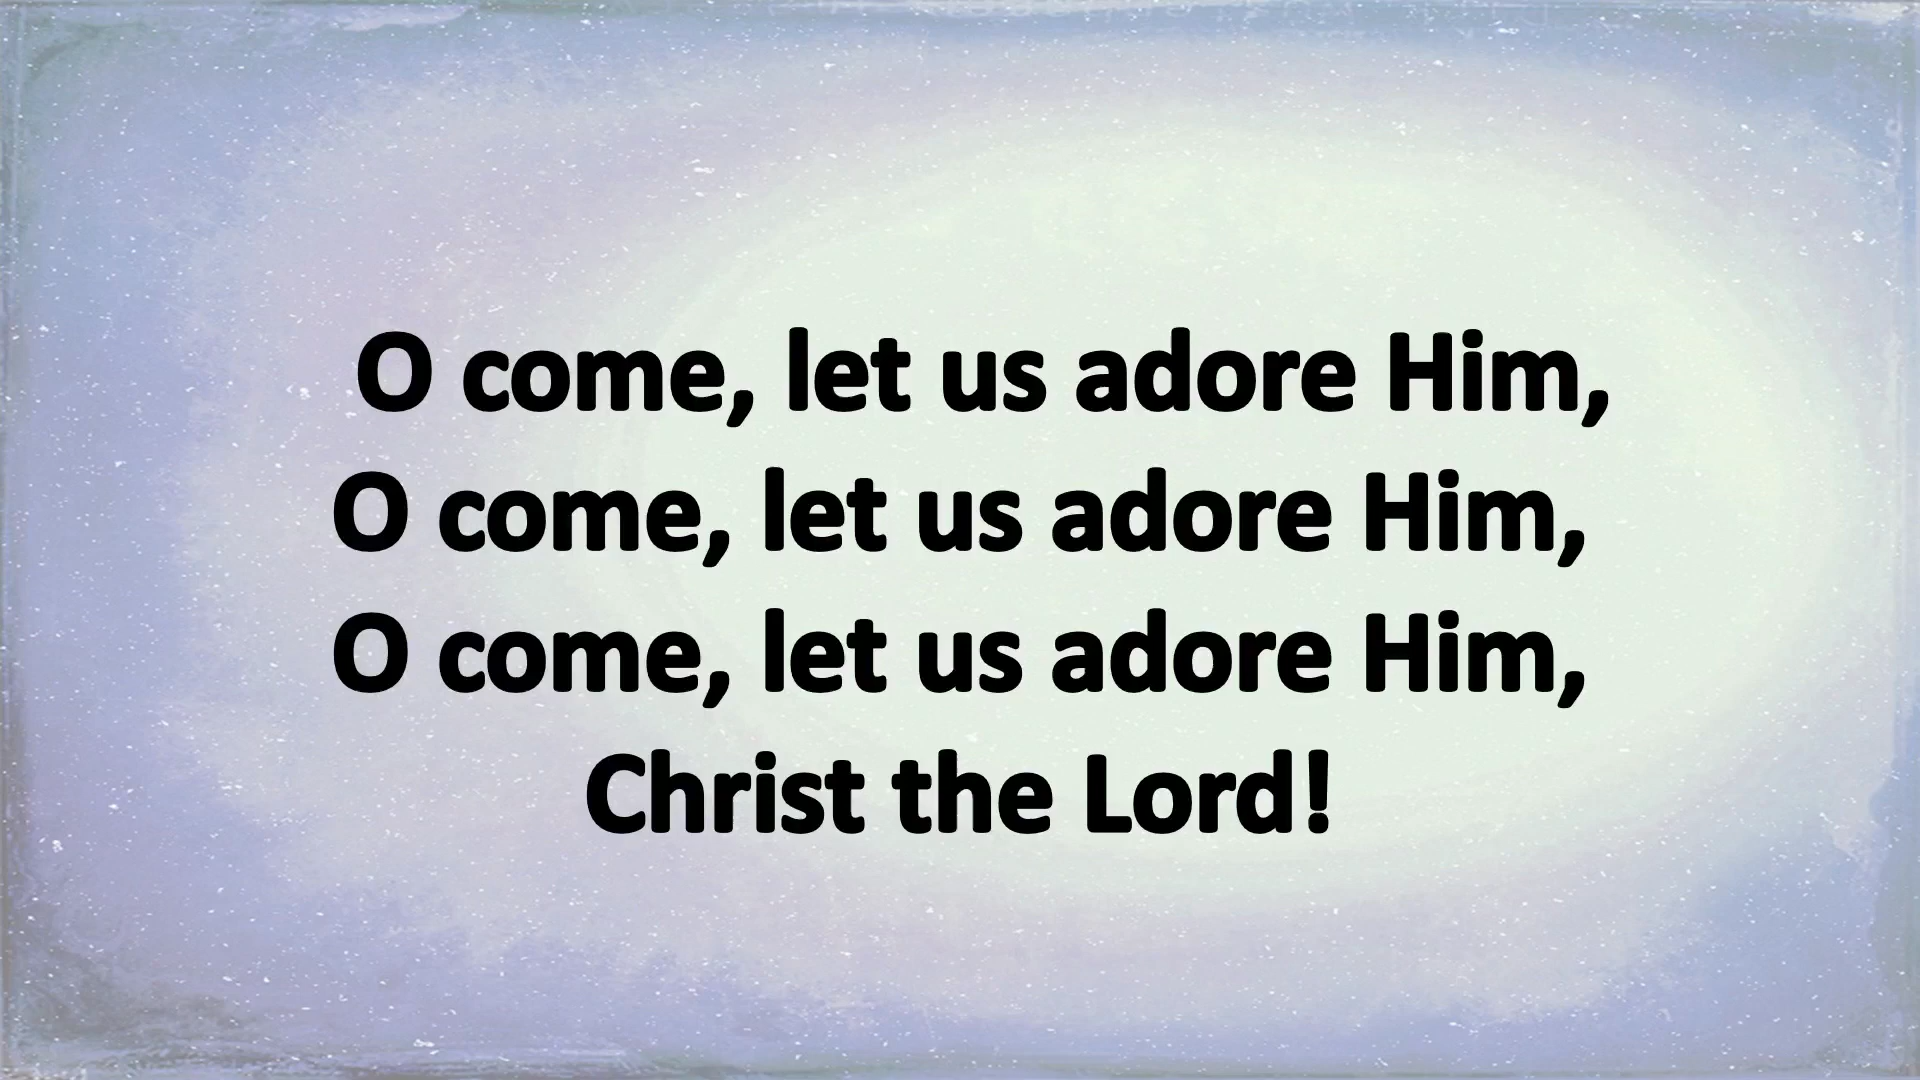 O come, let us adore Him,
O come, let us adore Him,
O come, let us adore Him,
Christ the Lord!